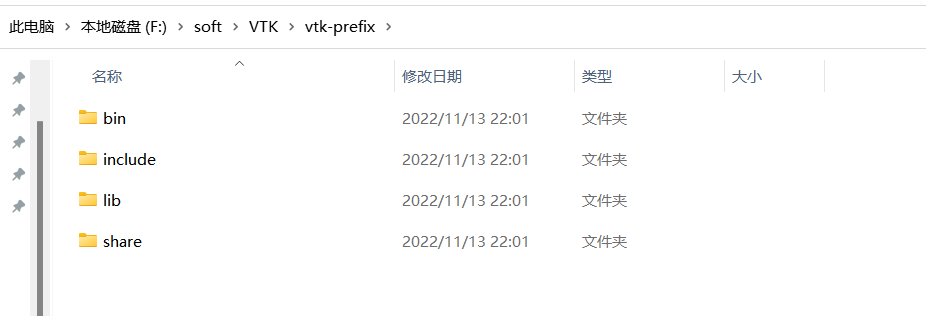 此电脑 > 本地磁盘 (F:) > soft > VTK > vtk-prefix >
名称 修改日期 类型 大小
bin 2022/11/13 22:01 文件夹
include 2022/11/13 22:01 文件夹
lib 2022/11/13 22:01 文件夹
share 2022/11/13 22:01 文件夹